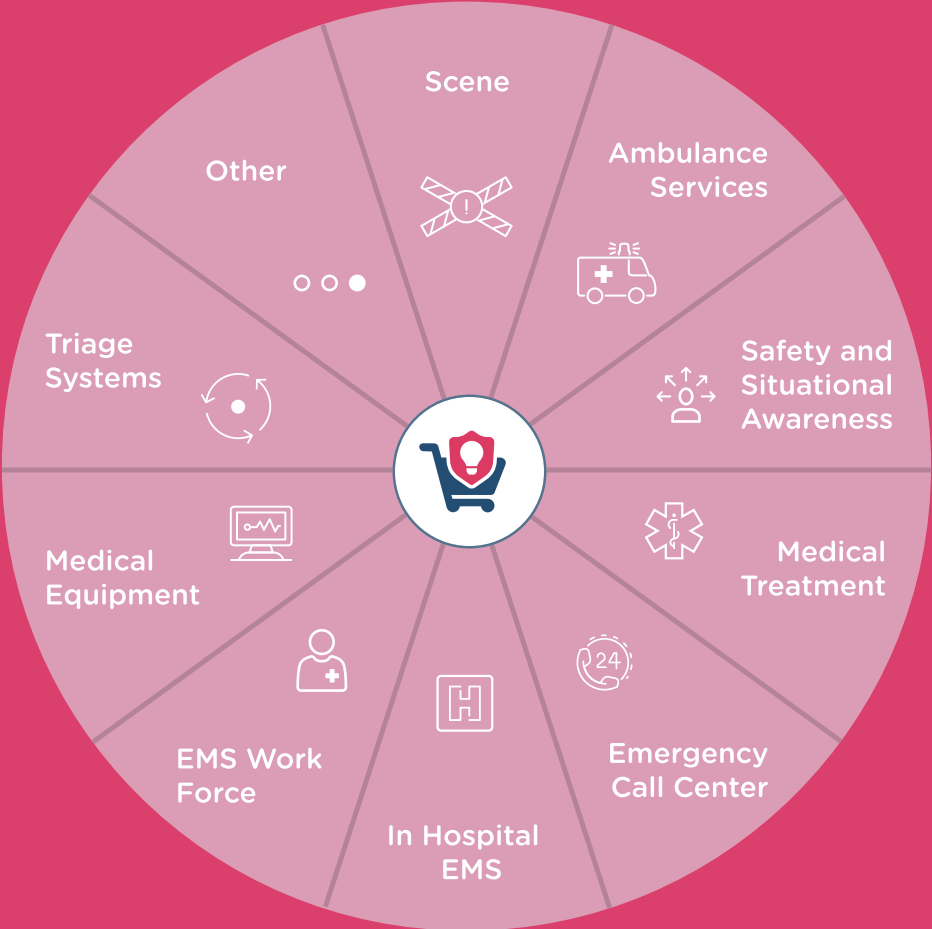 Scene
!
Ambulance
Services
Safety and
Situational
Awareness
Medical
Treatment
24
Emergency
Call Center
H
In Hospital
EMS
EMS Work
Force
Medical
Equipment
Triage
Systems
Other